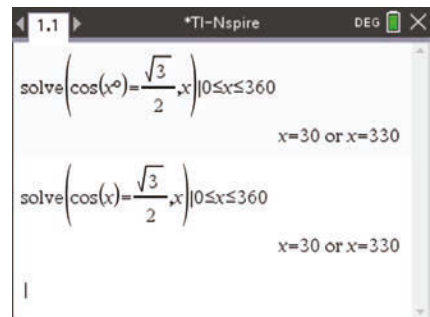 1.1 *TI-Nspire DEG
solve(cos(x°)=√3/2,x)|0≤x≤360
x=30 or x=330
solve(cos(x)=√3/2,x)|0≤x≤360
x=30 or x=330